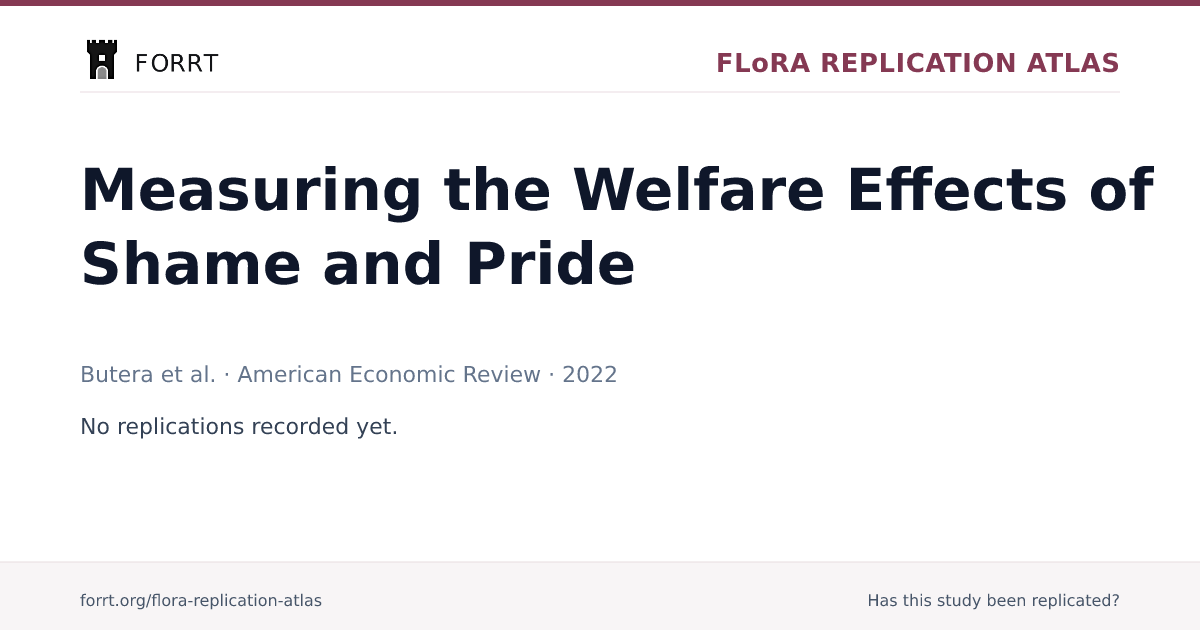 FORRT
FLoRA REPLICATION ATLAS
Measuring the Welfare Effects of
Shame and Pride
Butera et al. · American Economic Review · 2022
No replications recorded yet.
forrt.org/flora-replication-atlas
Has this study been replicated?